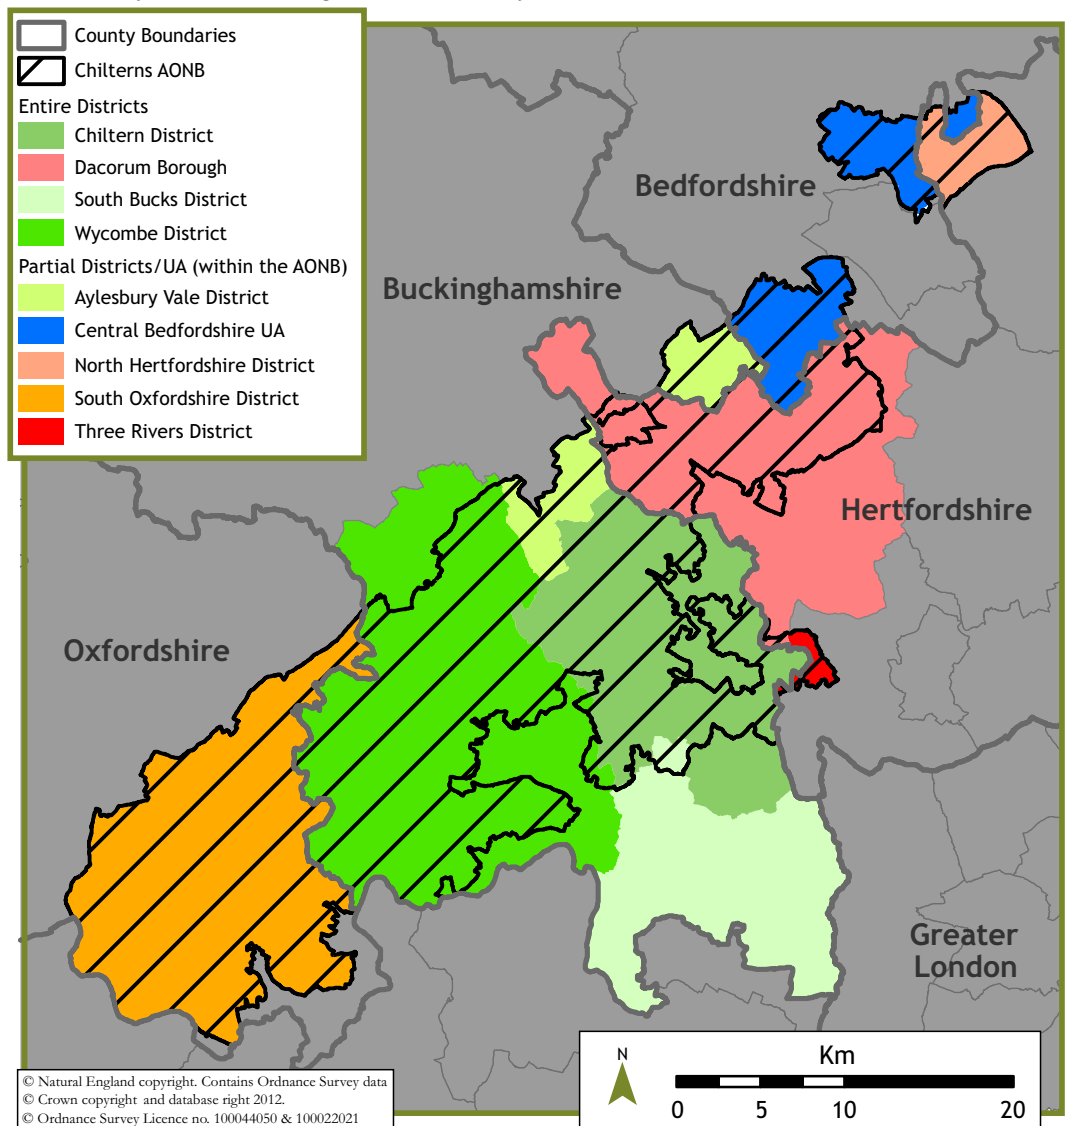 County Boundaries
Chilterns AONB
Entire Districts
Chiltern District
Dacorum Borough
South Bucks District
Wycombe District
Partial Districts/UA (within the AONB)
Aylesbury Vale District
Central Bedfordshire UA
North Hertfordshire District
South Oxfordshire District
Three Rivers District
Bedfordshire
Buckinghamshire
Hertfordshire
Oxfordshire
Greater
London
© Natural England copyright. Contains Ordnance Survey data
© Crown copyright and database right 2012.
© Ordnance Survey Licence no. 100044050 & 100022021
N
Km
0 5 10 20